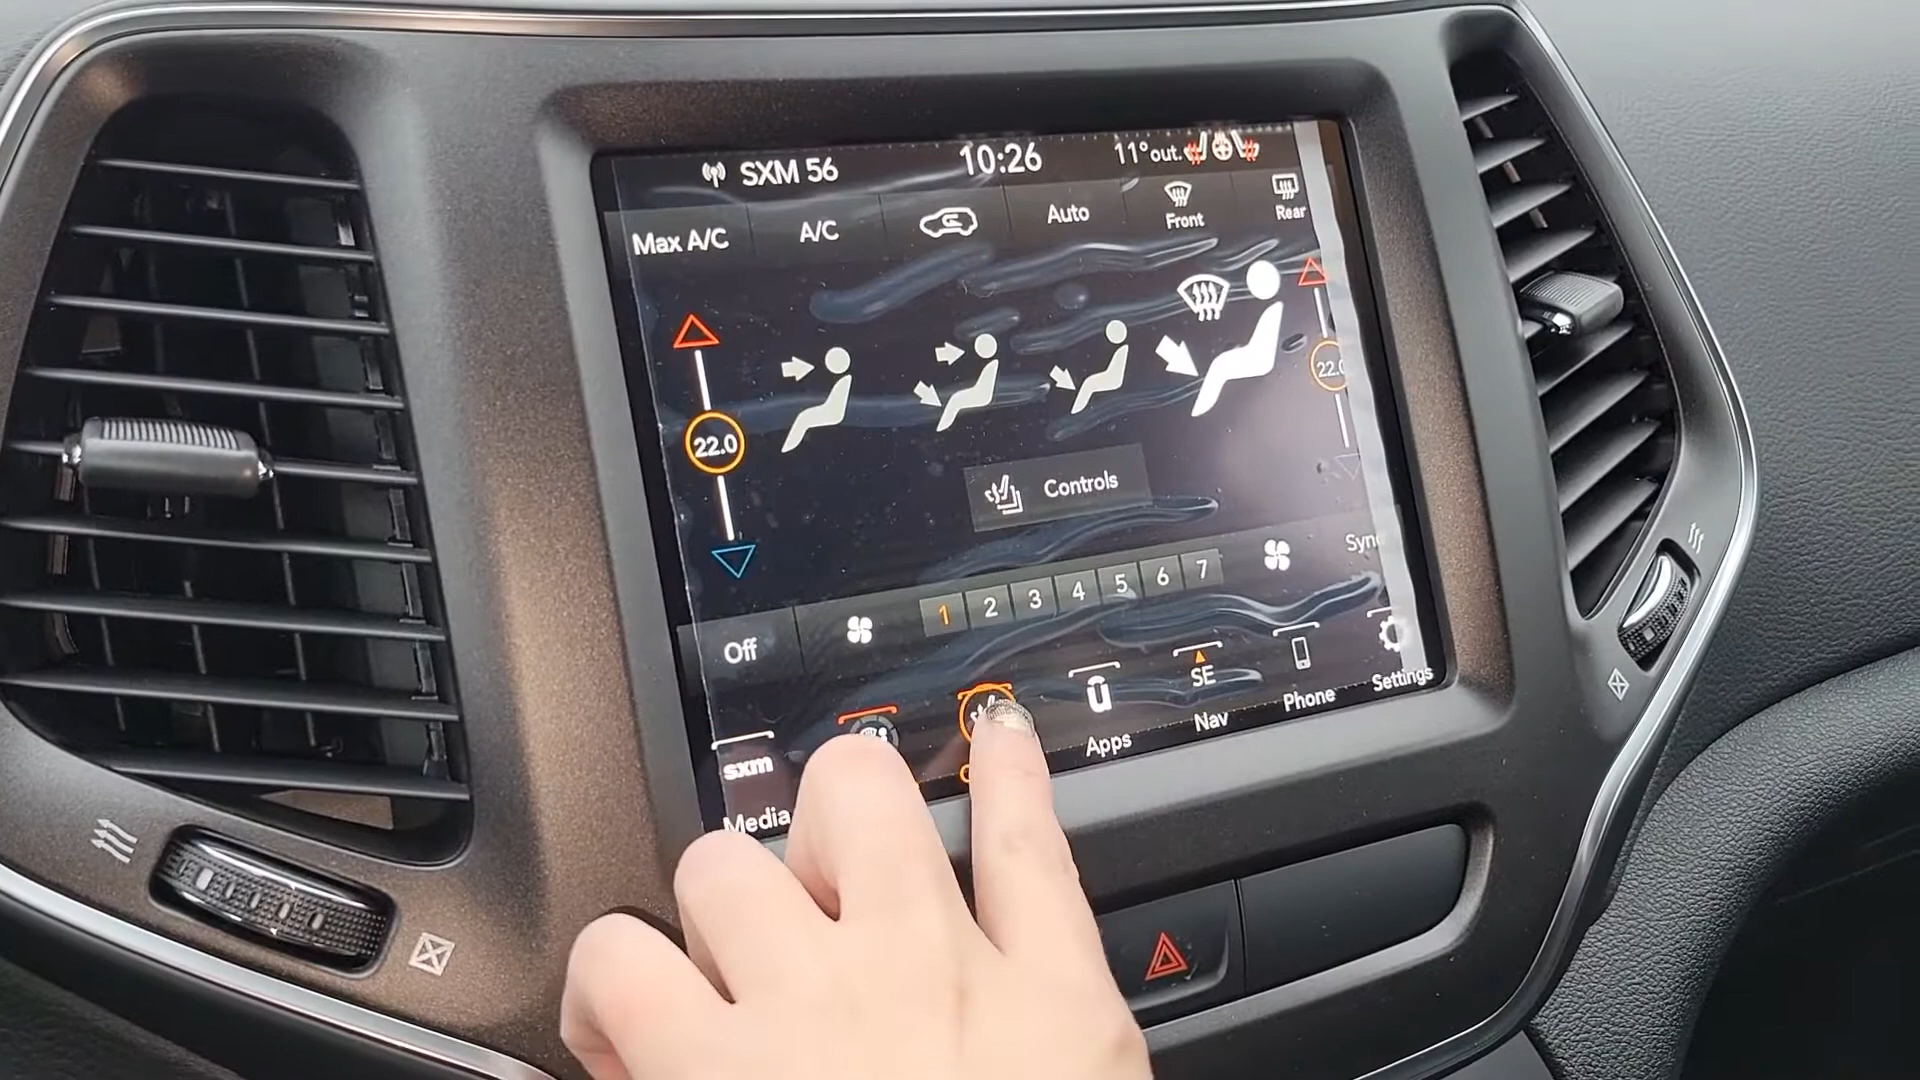 SXM 56
10:26
11° out.
Max A/C
A/C
Auto
Front
Rear
22.0
22.0
Controls
Sync
Off
1 2 3 4 5 6 7
sxm
Media
Apps
SE
Nav
Phone
Settings